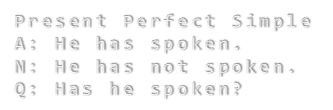 Present Perfect Simple
A: He has spoken.
N: He has not spoken.
Q: Has he spoken?